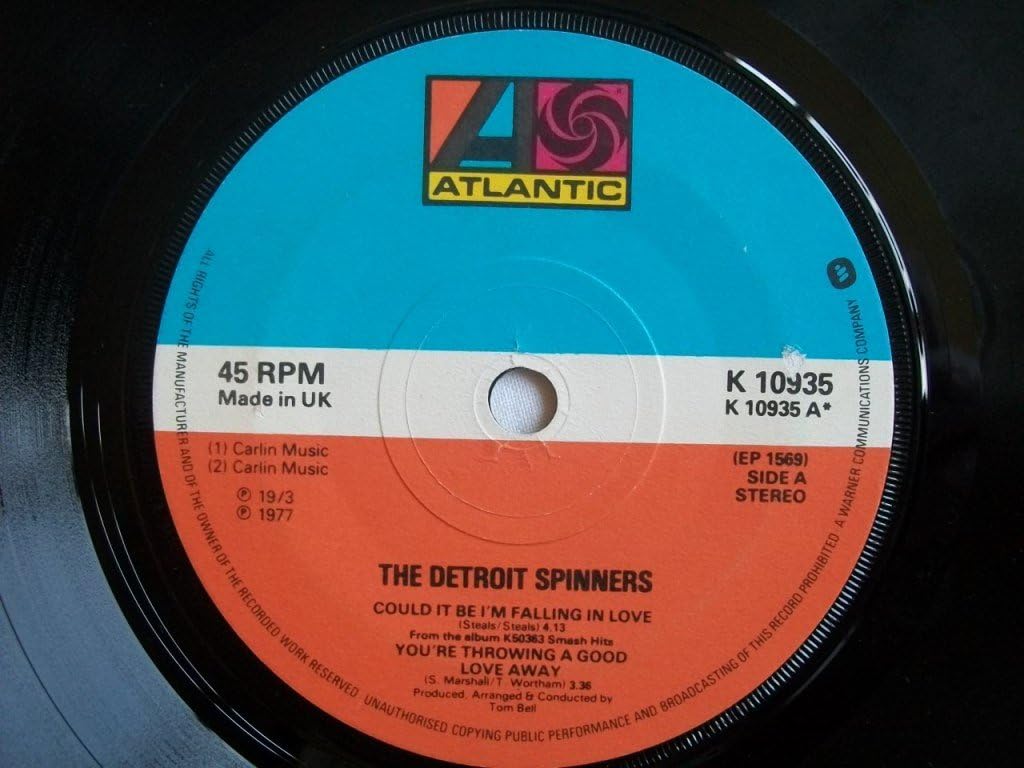 ATLANTIC
45 RPM
Made in UK
K 10935
K 10935 A*
(1) Carlin Music
(2) Carlin Music
℗ 1973
℗ 1977
(EP 1569)
SIDE A
STEREO
THE DETROIT SPINNERS
COULD IT BE I'M FALLING IN LOVE
(Steals/Steals) 4.13
From the album K50363 Smash Hits
YOU'RE THROWING A GOOD
LOVE AWAY
(S. Marshall/T. Wortham) 3.36
Produced, Arranged & Conducted by
Tom Bell
ALL RIGHTS OF THE MANUFACTURER AND OF THE OWNER OF THE RECORDED WORK RESERVED. UNAUTHORISED COPYING PUBLIC PERFORMANCE AND BROADCASTING OF THIS RECORD PROHIBITED · A WARNER COMMUNICATIONS COMPANY